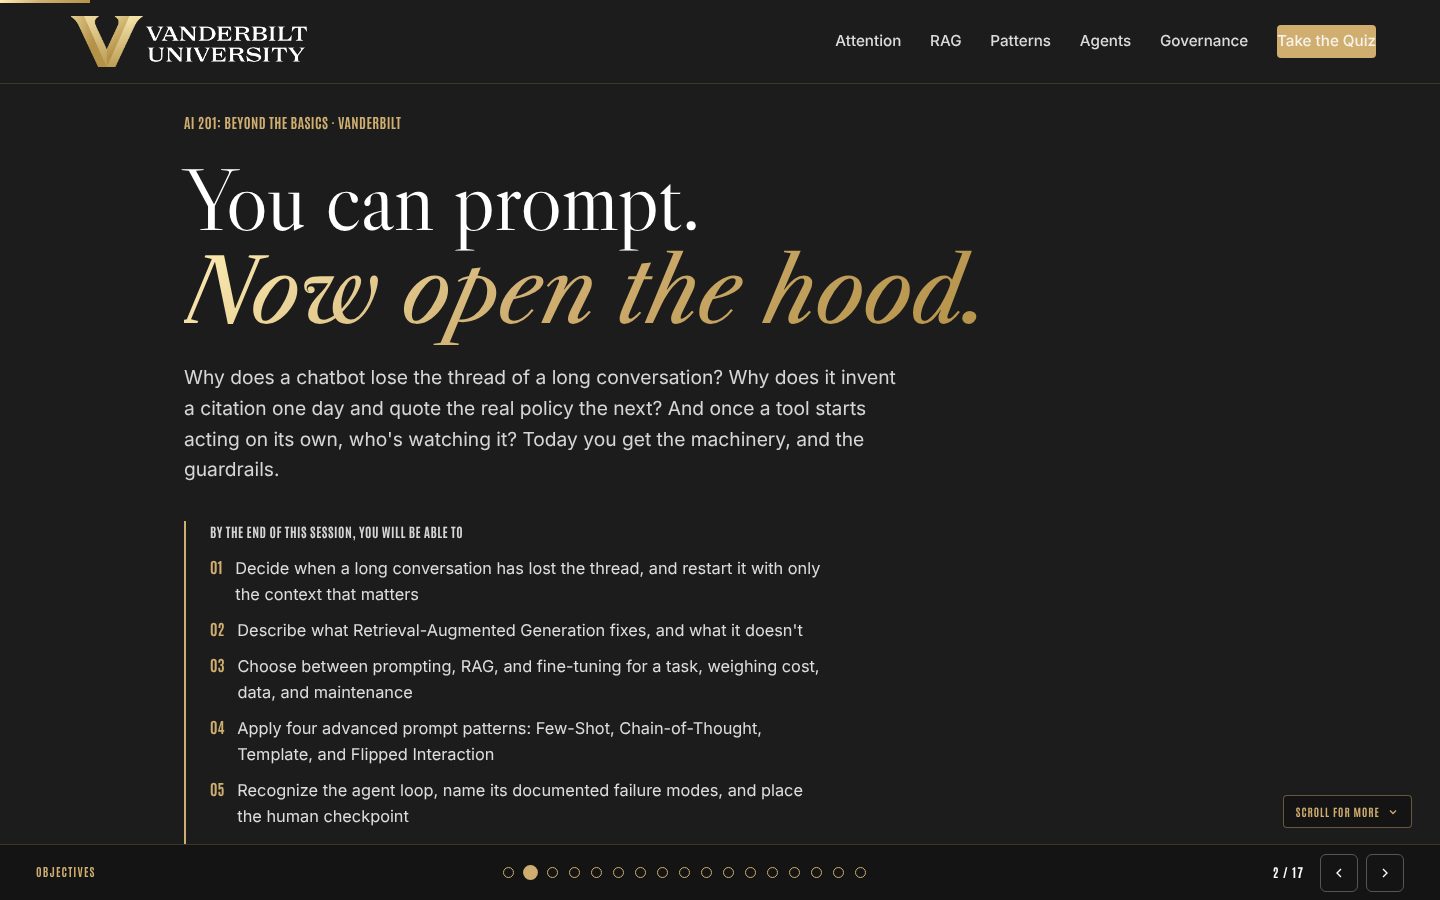 VANDERBILT
UNIVERSITY
Attention RAG Patterns Agents Governance Take the Quiz
AI 201: BEYOND THE BASICS · VANDERBILT
You can prompt.
Now open the hood.
Why does a chatbot lose the thread of a long conversation? Why does it invent
a citation one day and quote the real policy the next? And once a tool starts
acting on its own, who's watching it? Today you get the machinery, and the
guardrails.
BY THE END OF THIS SESSION, YOU WILL BE ABLE TO
01 Decide when a long conversation has lost the thread, and restart it with only
the context that matters
02 Describe what Retrieval-Augmented Generation fixes, and what it doesn't
03 Choose between prompting, RAG, and fine-tuning for a task, weighing cost,
data, and maintenance
04 Apply four advanced prompt patterns: Few-Shot, Chain-of-Thought,
Template, and Flipped Interaction
05 Recognize the agent loop, name its documented failure modes, and place
the human checkpoint
SCROLL FOR MORE
OBJECTIVES
2 / 17